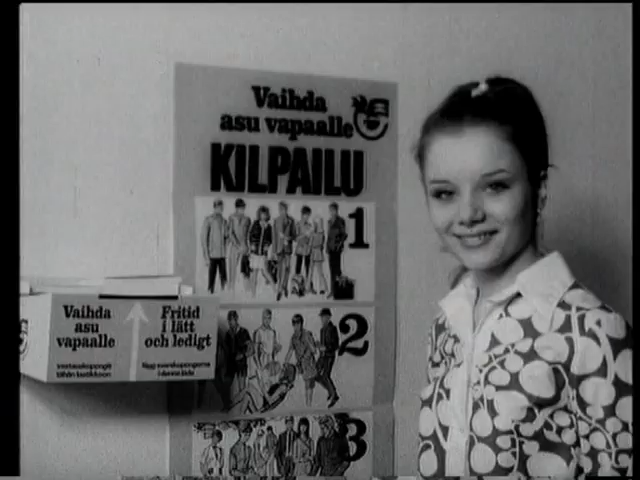 Vaihda
asu vapaalle
KILPAILU
1
2
3
Vaihda
asu
vapaalle
Fritid
i lätt
och ledigt